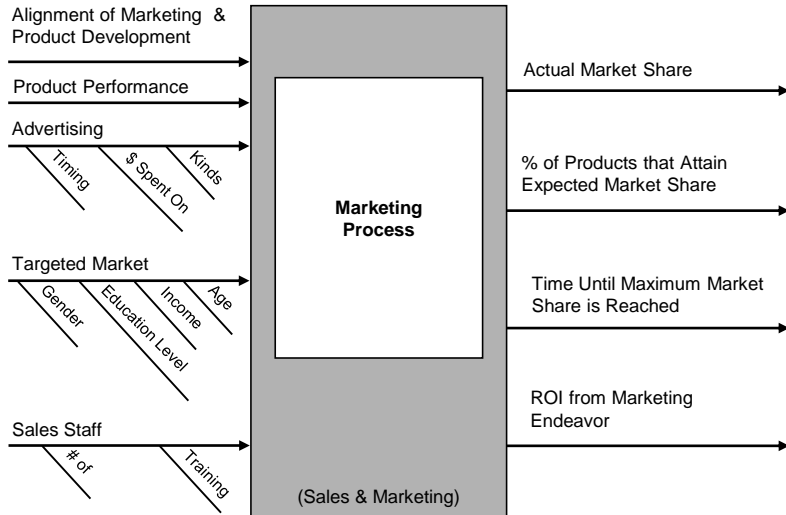 Alignment of Marketing &
Product Development
Product Performance
Advertising
Timing
$ Spent On
Kinds
Targeted Market
Gender
Education Level
Income
Age
Sales Staff
# of
Training
Marketing
Process
(Sales & Marketing)
Actual Market Share
% of Products that Attain
Expected Market Share
Time Until Maximum Market
Share is Reached
ROI from Marketing
Endeavor